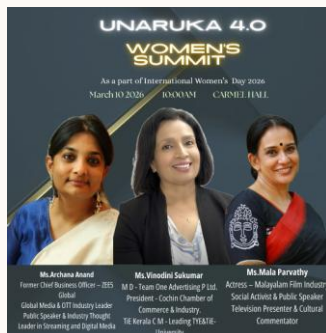 UNARUKA 4.0
WOMEN'S
SUMMIT
As a part of International Women's Day 2026
March 10 2026 10:00AM CARMEL HALL
Ms.Archana Anand
Former Chief Business Officer – ZEE5
Global
Global Media & OTT Industry Leader
Public Speaker & Industry Thought
Leader in Streaming and Digital Media
Ms.Vinodini Sukumar
M D - Team One Advertising P Ltd.
President - Cochin Chamber of
Commerce & Industry.
TiE Kerala C M - Leading TYE&TiE-
University
Ms.Mala Parvathy
Actress – Malayalam Film Industry
Social Activist & Public Speaker
Television Presenter & Cultural
Commentator